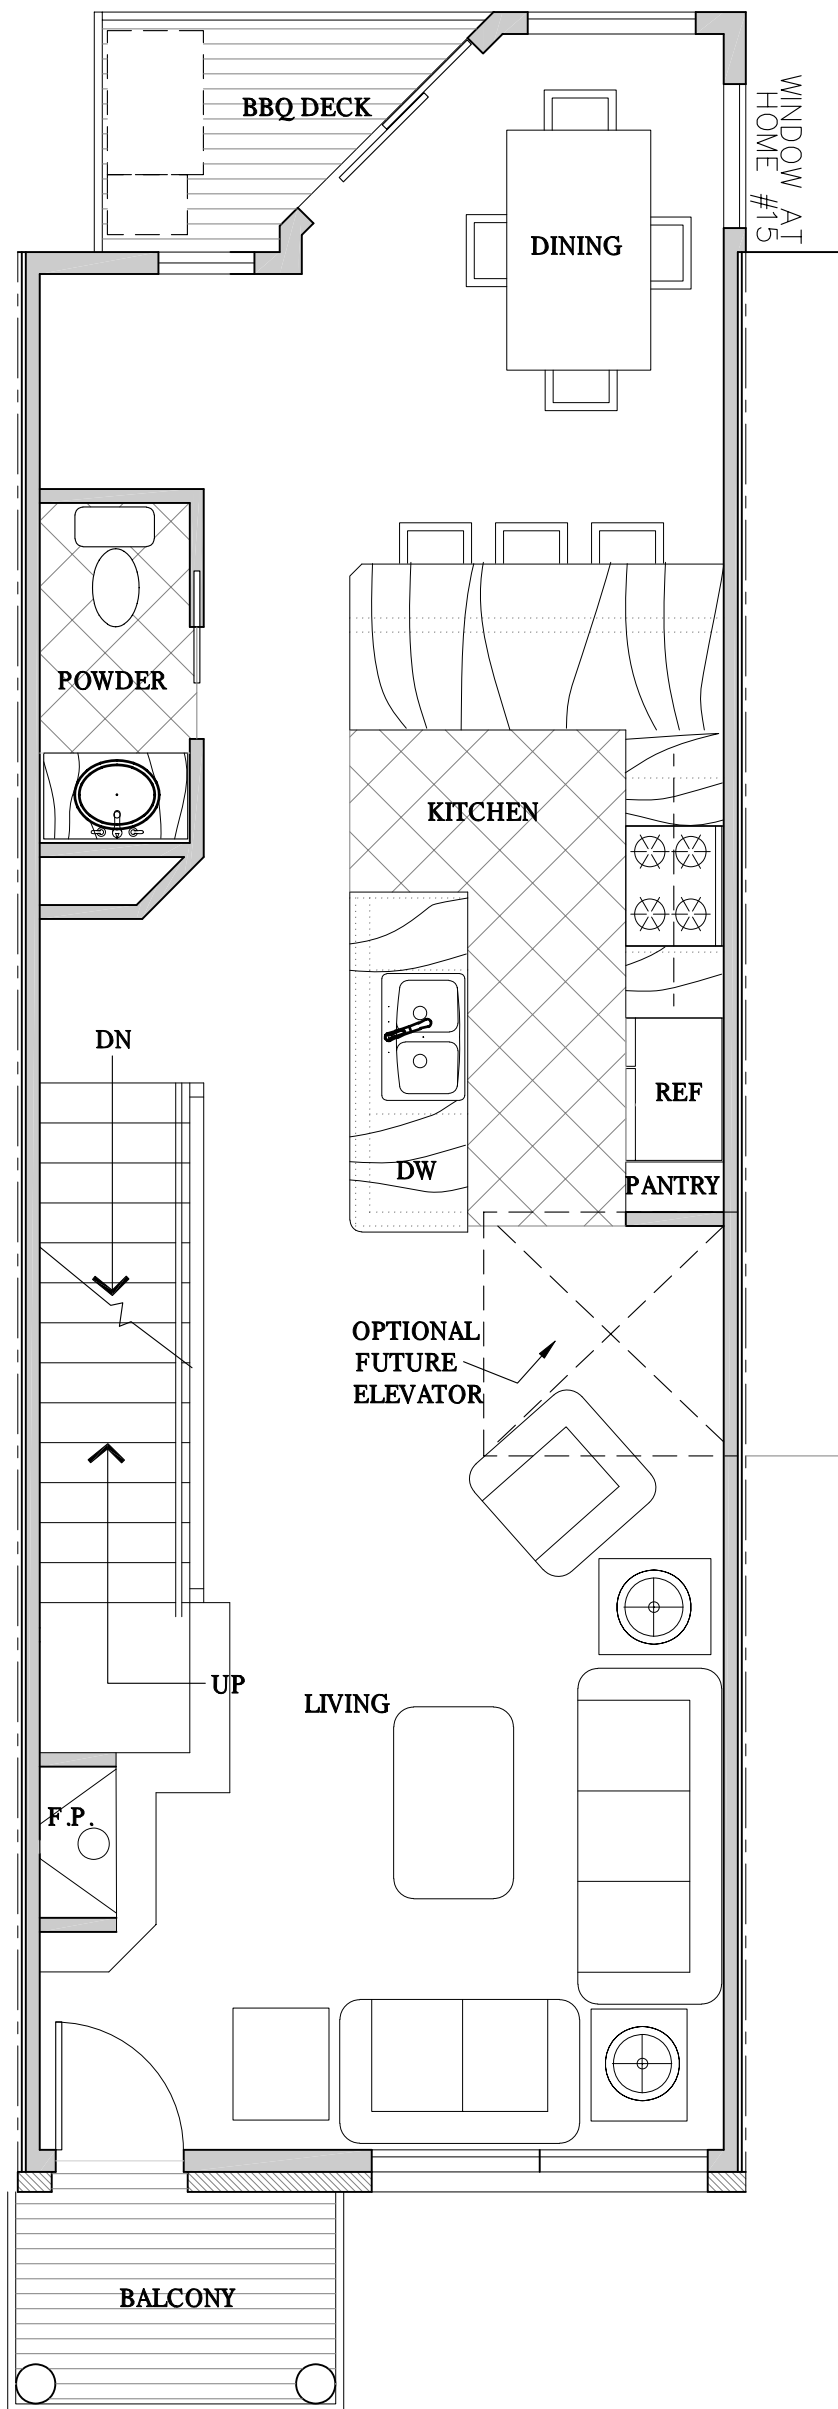 BBQ DECK
WINDOW AT
HOME #15
DINING
POWDER
KITCHEN
DN
REF
DW
PANTRY
OPTIONAL
FUTURE
ELEVATOR
UP
LIVING
F.P.
BALCONY